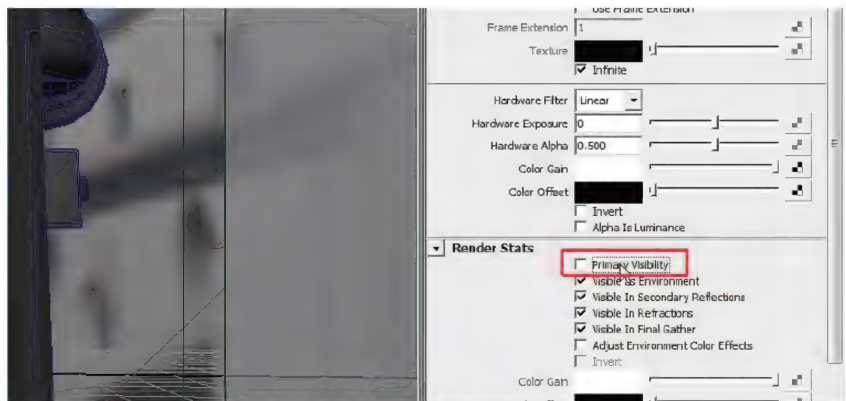 Use Frame Extension
Frame Extension 1
Texture
Infinite
Hardware Filter Linear
Hardware Exposure 0
Hardware Alpha 0.500
Color Gain
Color Offset
Invert
Alpha Is Luminance
Render Stats
Primary Visibility
Visible as Environment
Visible In Secondary Reflections
Visible In Refractions
Visible In Final Gather
Adjust Environment Color Effects
Invert
Color Gain